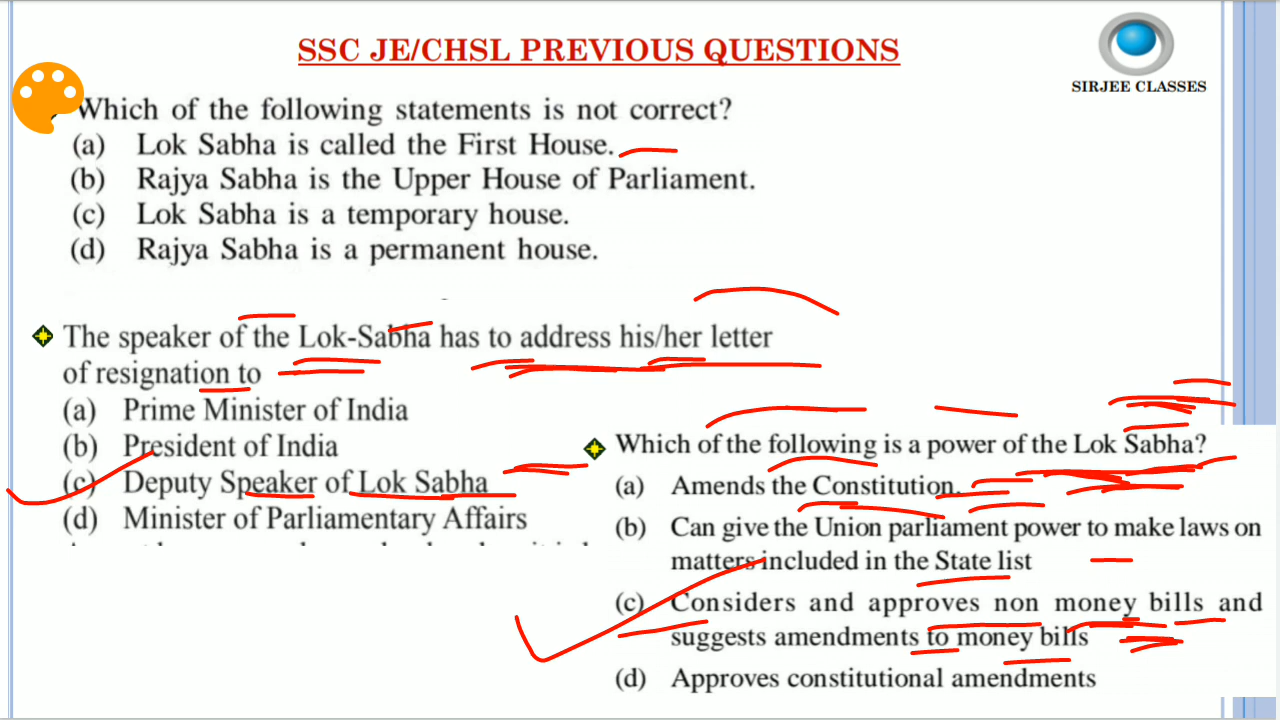 SSC JE/CHSL PREVIOUS QUESTIONS
SIRJEE CLASSES
Which of the following statements is not correct?
(a) Lok Sabha is called the First House.
(b) Rajya Sabha is the Upper House of Parliament.
(c) Lok Sabha is a temporary house.
(d) Rajya Sabha is a permanent house.
The speaker of the Lok-Sabha has to address his/her letter
of resignation to
(a) Prime Minister of India
(b) President of India
(c) Deputy Speaker of Lok Sabha
(d) Minister of Parliamentary Affairs
Which of the following is a power of the Lok Sabha?
(a) Amends the Constitution.
(b) Can give the Union parliament power to make laws on
matters included in the State list
(c) Considers and approves non money bills and
suggests amendments to money bills
(d) Approves constitutional amendments